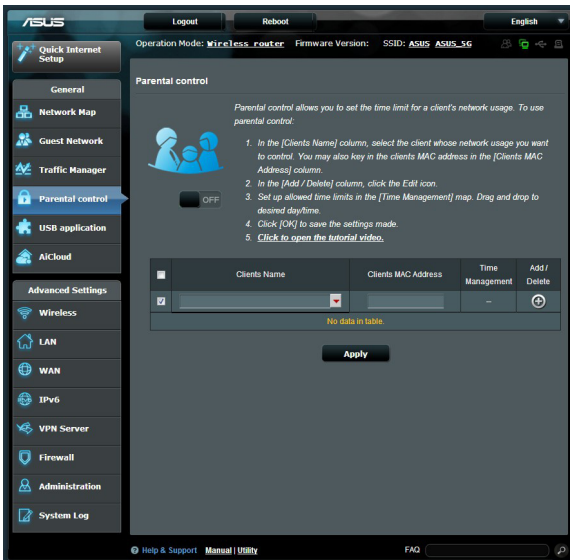 ASUS
Logout
Reboot
English
Quick Internet Setup
Operation Mode: Wireless router Firmware Version: SSID: ASUS ASUS_5G
General
Network Map
Guest Network
Traffic Manager
Parental control
USB application
AiCloud
Advanced Settings
Wireless
LAN
WAN
IPv6
VPN Server
Firewall
Administration
System Log
Parental control
Parental control allows you to set the time limit for a client's network usage. To use
parental control:
1. In the [Clients Name] column, select the client whose network usage you want
to control. You may also key in the clients MAC address in the [Clients MAC
Address] column.
2. In the [Add / Delete] column, click the Edit icon.
3. Set up allowed time limits in the [Time Management] map. Drag and drop to
desired day/time.
4. Click [OK] to save the settings made.
5. Click to open the tutorial video.
OFF
Clients Name
Clients MAC Address
Time Management
Add / Delete
--
No data in table.
Apply
Help & Support Manual | Utility FAQ